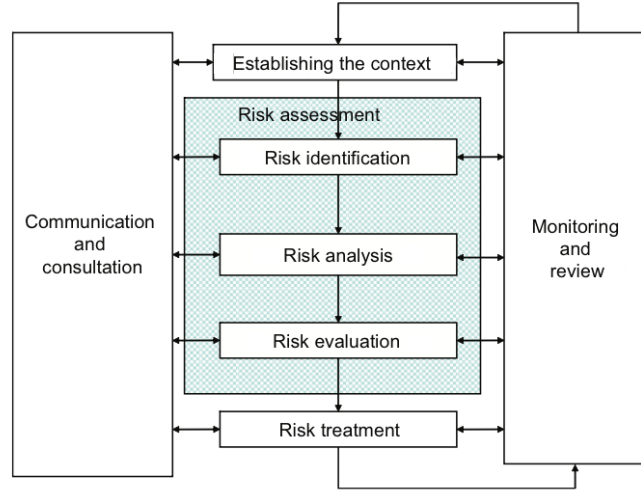 Establishing the context
Risk assessment
Risk identification
Communication
and
consultation
Risk analysis
Monitoring
and
review
Risk evaluation
Risk treatment